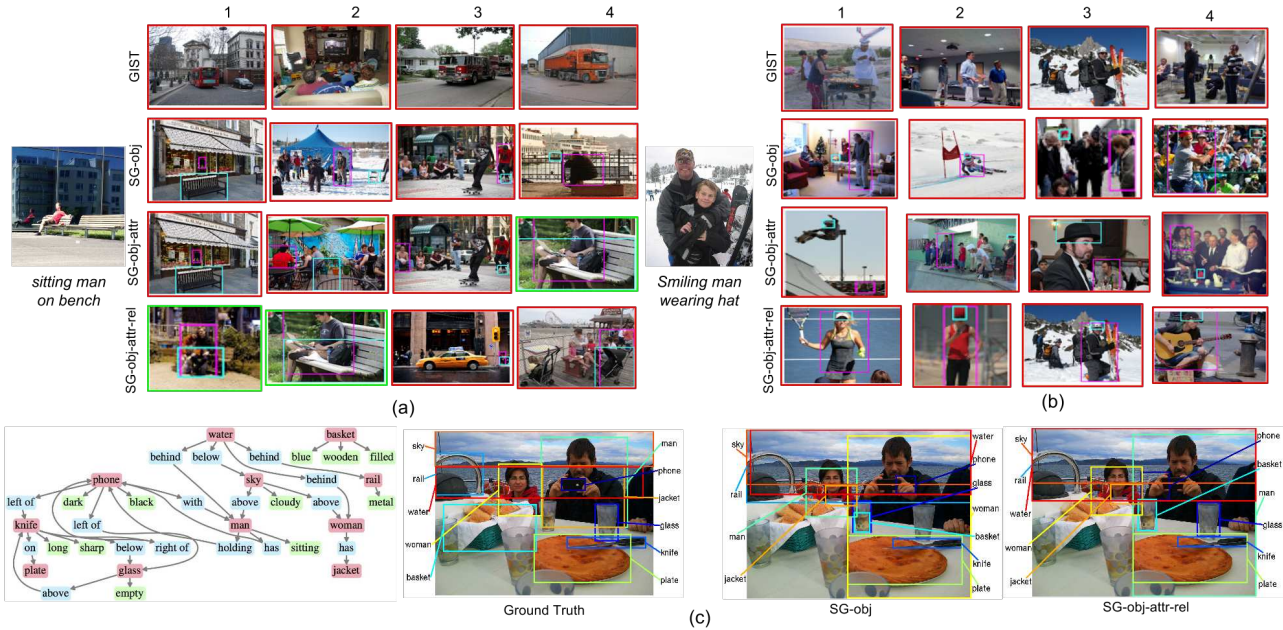 1 2 3 4
GIST
SG-obj
SG-obj-attr
SG-obj-attr-rel
sitting man
on bench
(a)
1 2 3 4
GIST
SG-obj
SG-obj-attr
SG-obj-attr-rel
Smiling man
wearing hat
(b)
water basket
behind below behind blue wooden filled
phone sky behind rail
left of dark black with above cloudy above metal
knife left of man woman
on long sharp below right of holding has sitting has
plate glass jacket
above empty
sky
rail
water
woman
basket
man
phone
jacket
glass
knife
plate
Ground Truth
sky
rail
man
jacket
water
phone
glass
woman
basket
knife
plate
SG-obj
sky
rail
water
woman
jacket
man
phone
basket
glass
knife
plate
SG-obj-attr-rel
(c)